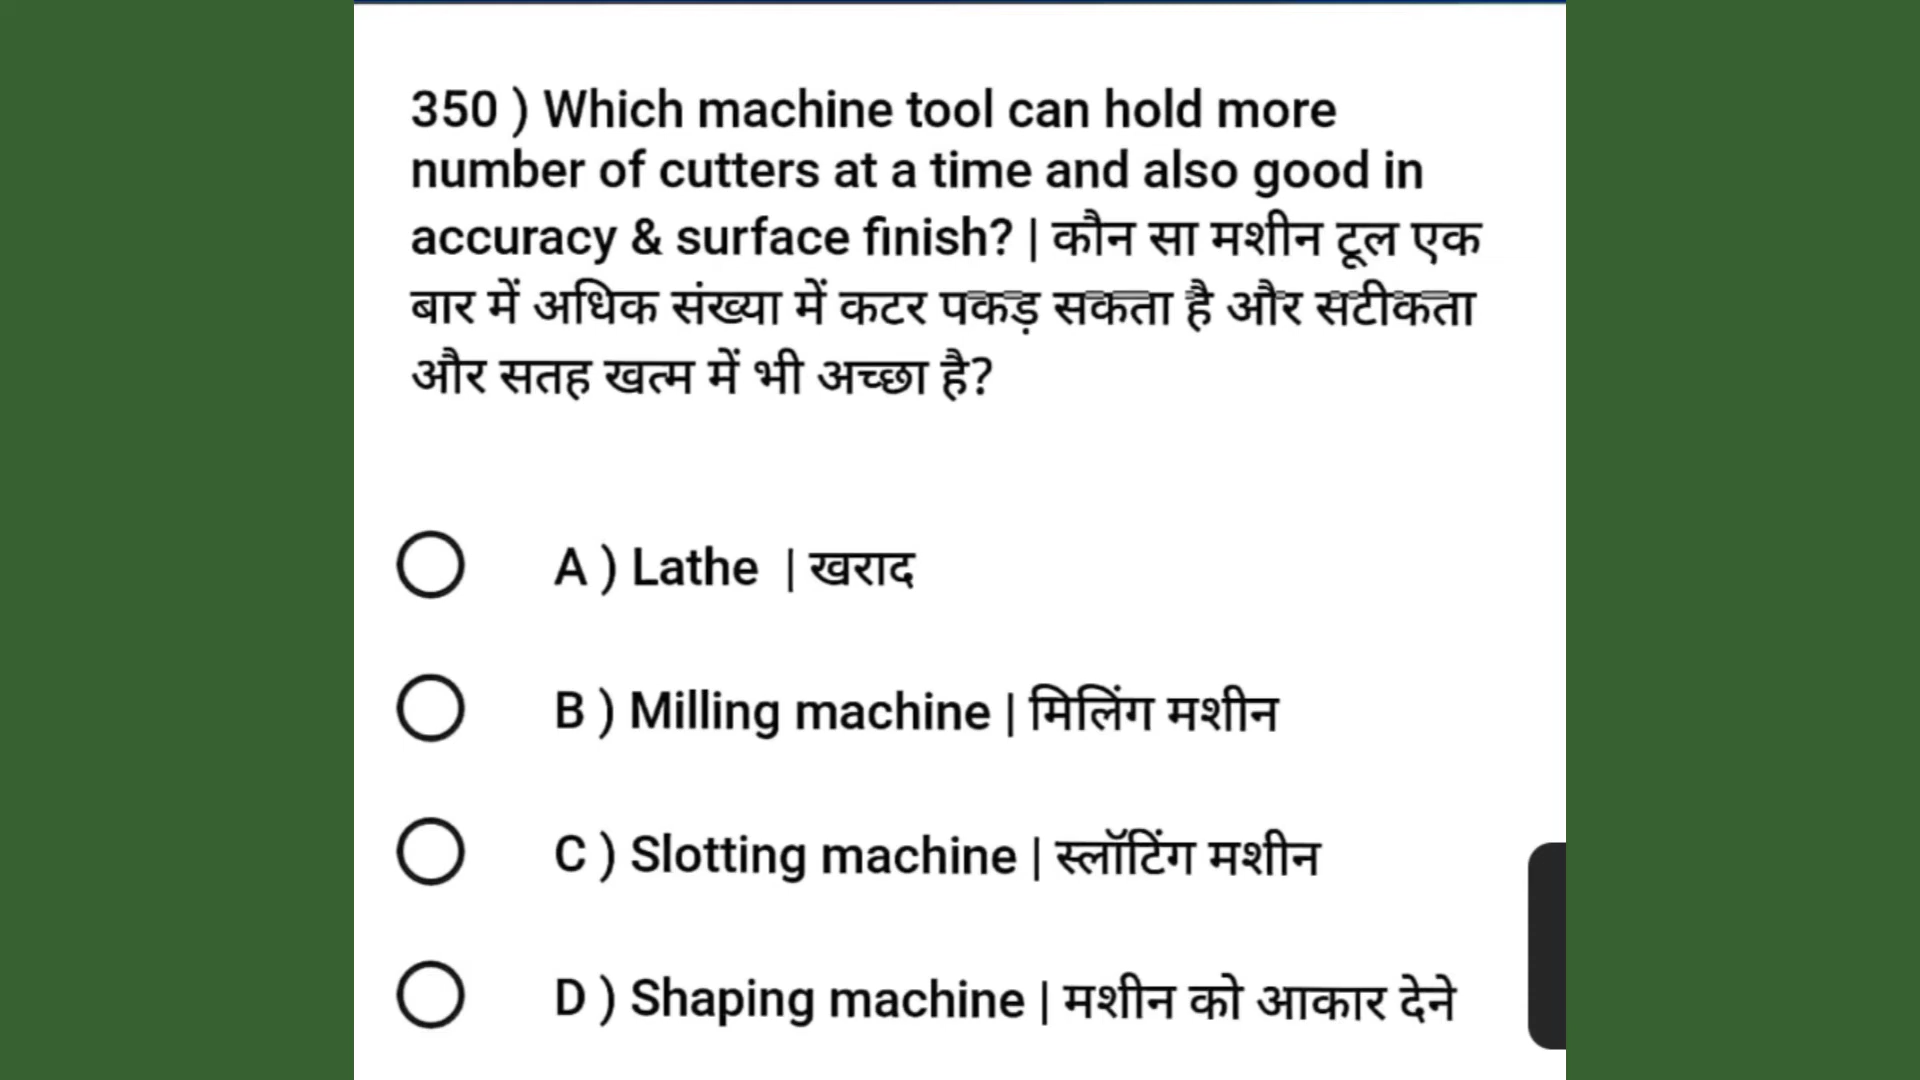 350 ) Which machine tool can hold more
number of cutters at a time and also good in
accuracy & surface finish? | कौन सा मशीन टूल एक
बार में अधिक संख्या में कटर पकड़ सकता है और सटीकता
और सतह खत्म में भी अच्छा है?
A ) Lathe | खराद
B ) Milling machine | मिलिंग मशीन
C ) Slotting machine | स्लॉटिंग मशीन
D ) Shaping machine | मशीन को आकार देने